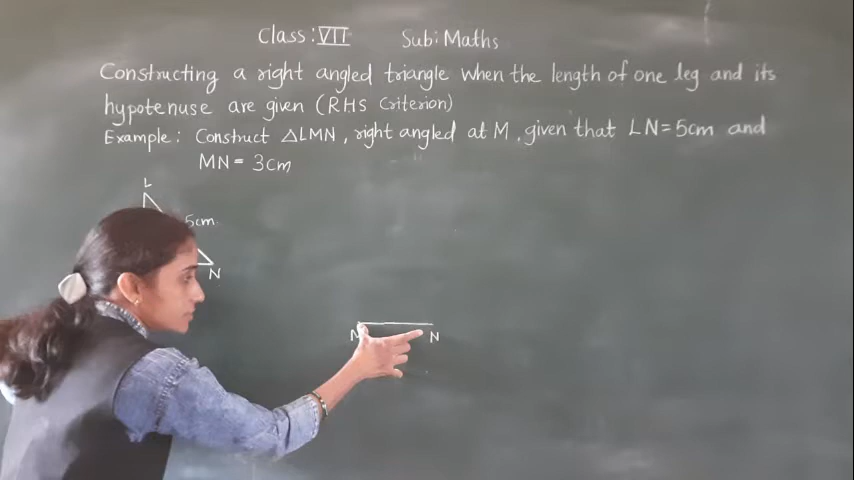 Class: VII Sub: Maths
Constructing a right angled triangle when the length of one leg and its
hypotenuse are given (RHS Criterion)
Example: Construct △LMN, right angled at M, given that LN=5cm and
MN= 3cm
L
5cm
N
N